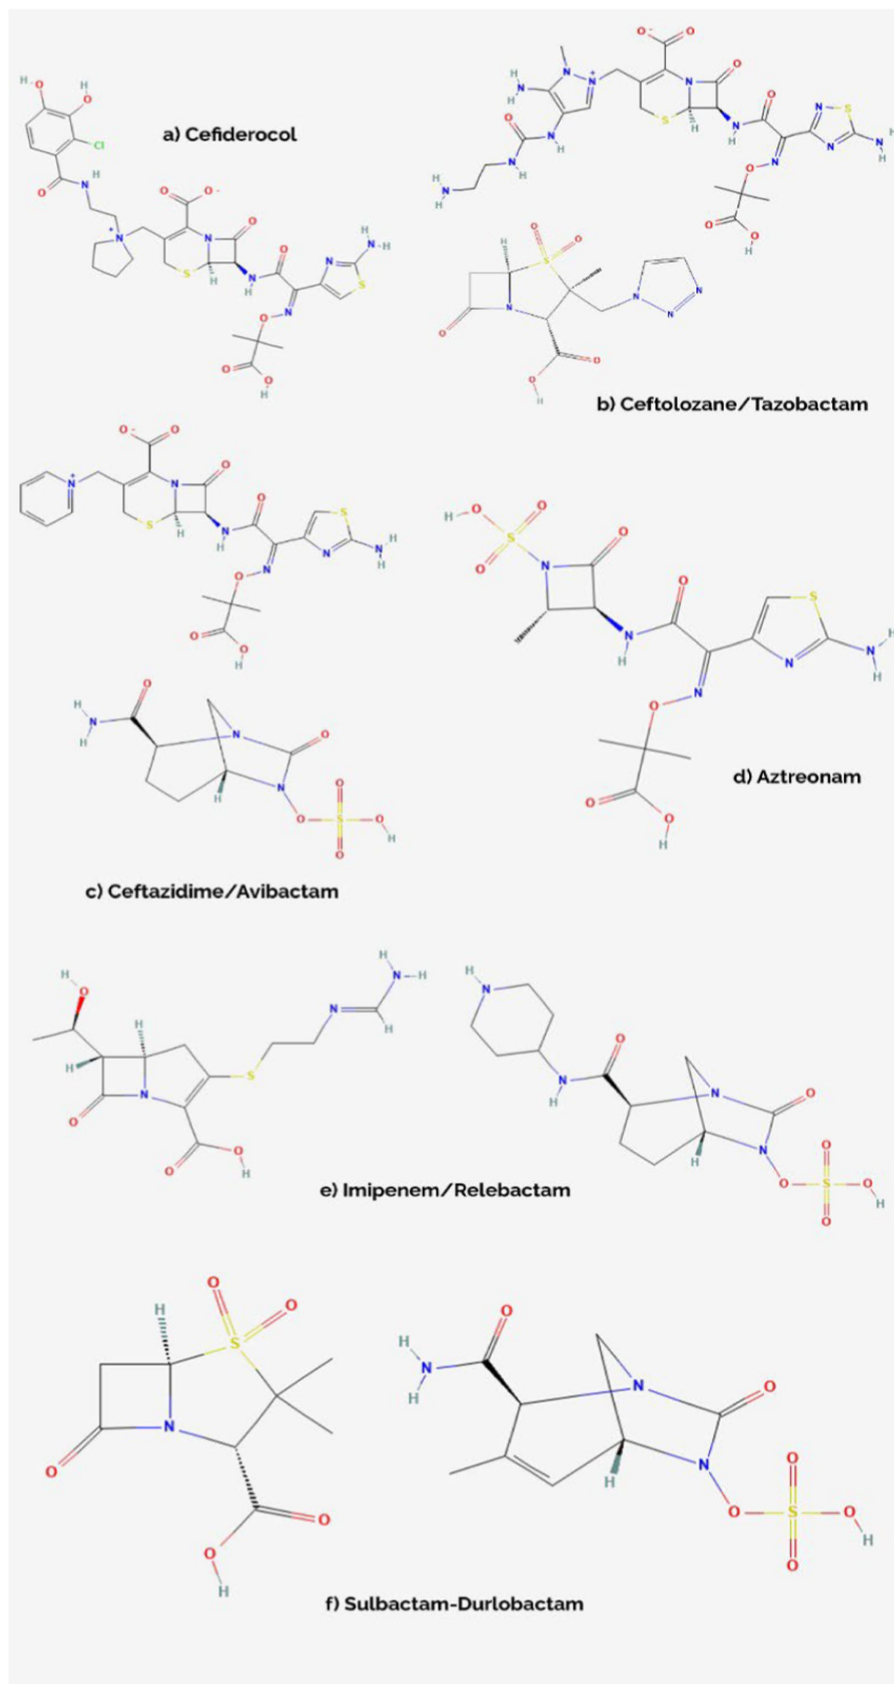 a) Cefiderocol
b) Ceftolozane/Tazobactam
c) Ceftazidime/Avibactam
d) Aztreonam
e) Imipenem/Relebactam
f) Sulbactam-Durlobactam